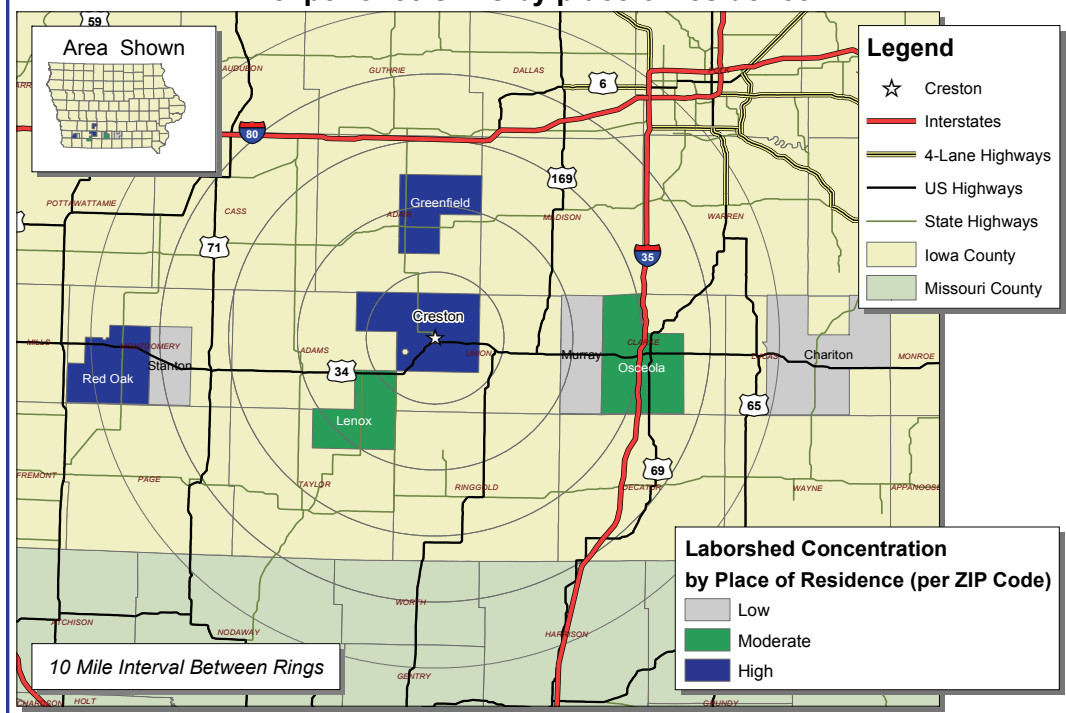 59
Area Shown
AUDUBON
GUTHRIE
DALLAS
6
80
169
POTTAWATTAMIE
CASS
ADAIR
Greenfield
MADISON
WARREN
71
35
Creston
MILLS
MONTGOMERY
Stanton
Red Oak
ADAMS
34
UNION
Murray
CLARKE
Osceola
LUCAS
Chariton
MONROE
Lenox
65
69
FREMONT
PAGE
TAYLOR
RINGGOLD
DECATUR
WAYNE
APPANOOSE
ATCHISON
NODAWAY
WORTH
HARRISON
GENTRY
HOLT
GRUNDY
10 Mile Interval Between Rings
Legend
Creston
Interstates
4-Lane Highways
US Highways
State Highways
Iowa County
Missouri County
Laborshed Concentration
by Place of Residence (per ZIP Code)
Low
Moderate
High